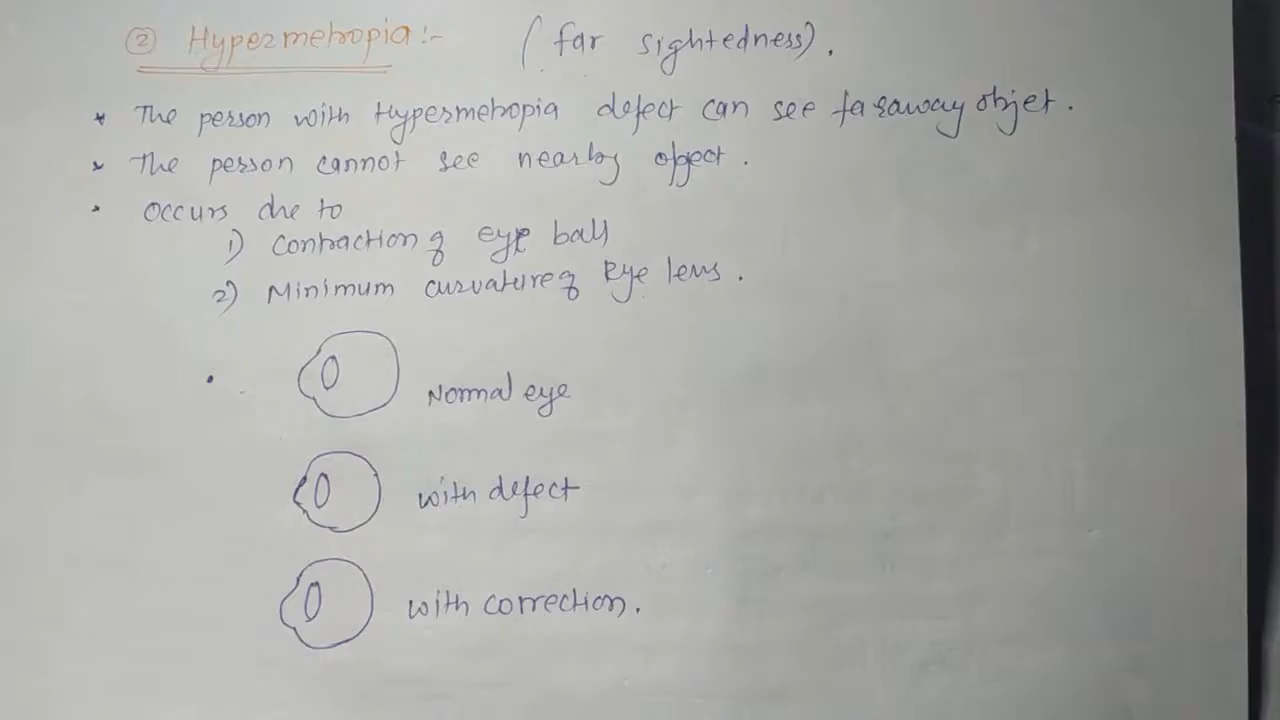 ② Hypermetropia :- (far sightedness).
* The person with Hypermetropia defect can see faraway objet.
* The person cannot see nearby object.
• Occurs due to
1) Contraction of eye ball
2) Minimum curvature of Eye lens.
Normal eye
with defect
with correction.